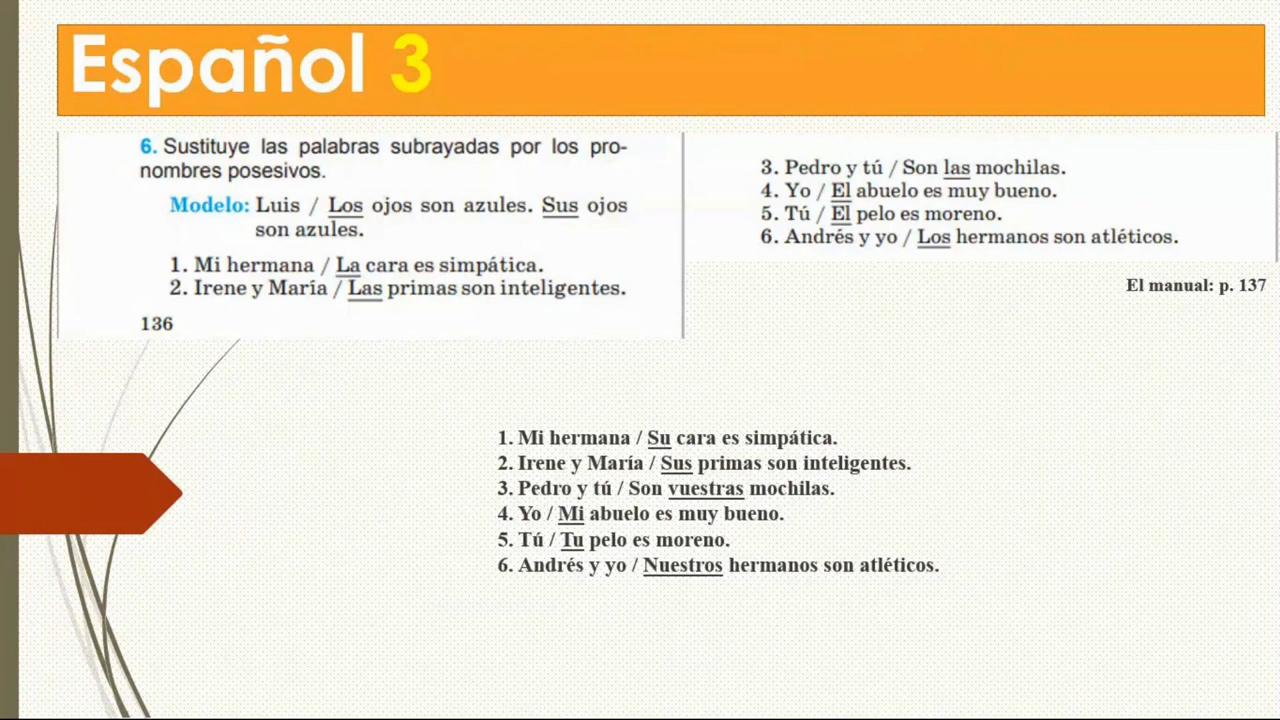 Español 3
6. Sustituye las palabras subrayadas por los pro-
nombres posesivos.
Modelo: Luis / Los ojos son azules. Sus ojos
son azules.
1. Mi hermana / La cara es simpática.
2. Irene y María / Las primas son inteligentes.
136
3. Pedro y tú / Son las mochilas.
4. Yo / El abuelo es muy bueno.
5. Tú / El pelo es moreno.
6. Andrés y yo / Los hermanos son atléticos.
El manual: p. 137
1. Mi hermana / Su cara es simpática.
2. Irene y María / Sus primas son inteligentes.
3. Pedro y tú / Son vuestras mochilas.
4. Yo / Mi abuelo es muy bueno.
5. Tú / Tu pelo es moreno.
6. Andrés y yo / Nuestros hermanos son atléticos.